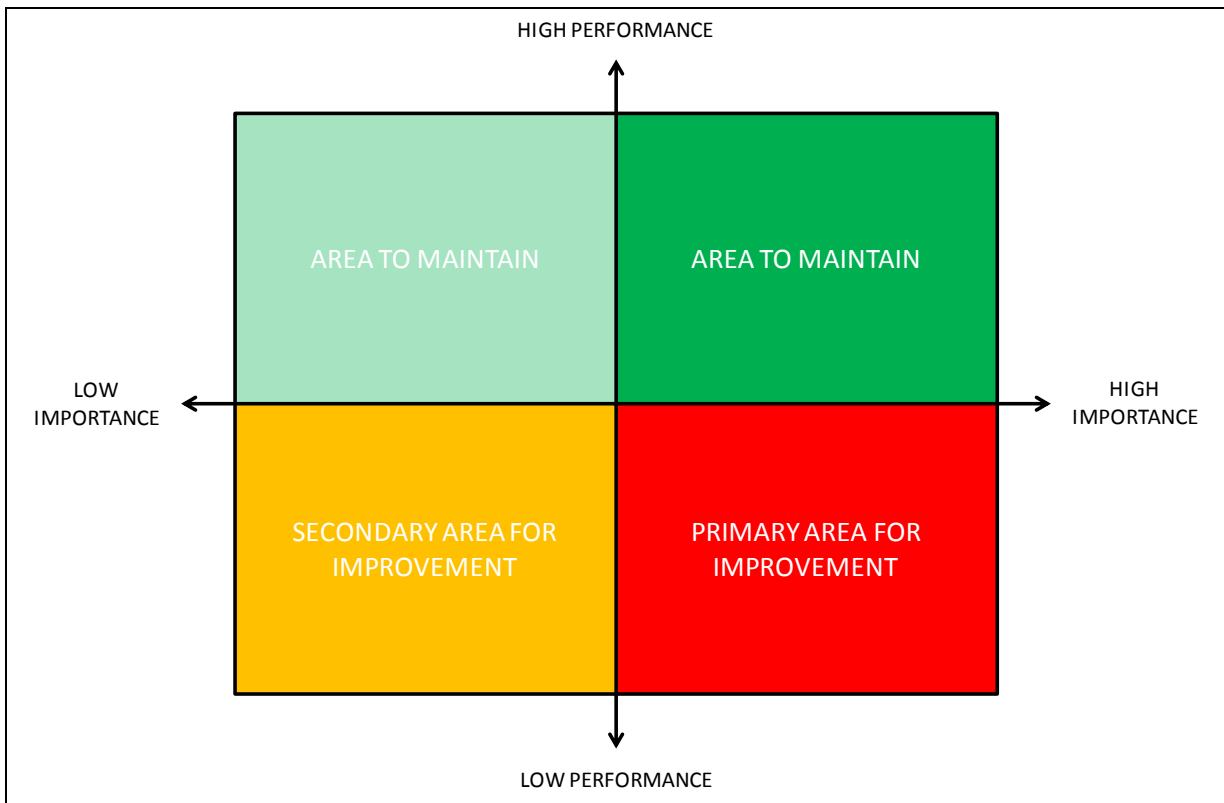 HIGH PERFORMANCE
AREA TO MAINTAIN
AREA TO MAINTAIN
LOW
IMPORTANCE
HIGH
IMPORTANCE
SECONDARY AREA FOR
IMPROVEMENT
PRIMARY AREA FOR
IMPROVEMENT
LOW PERFORMANCE